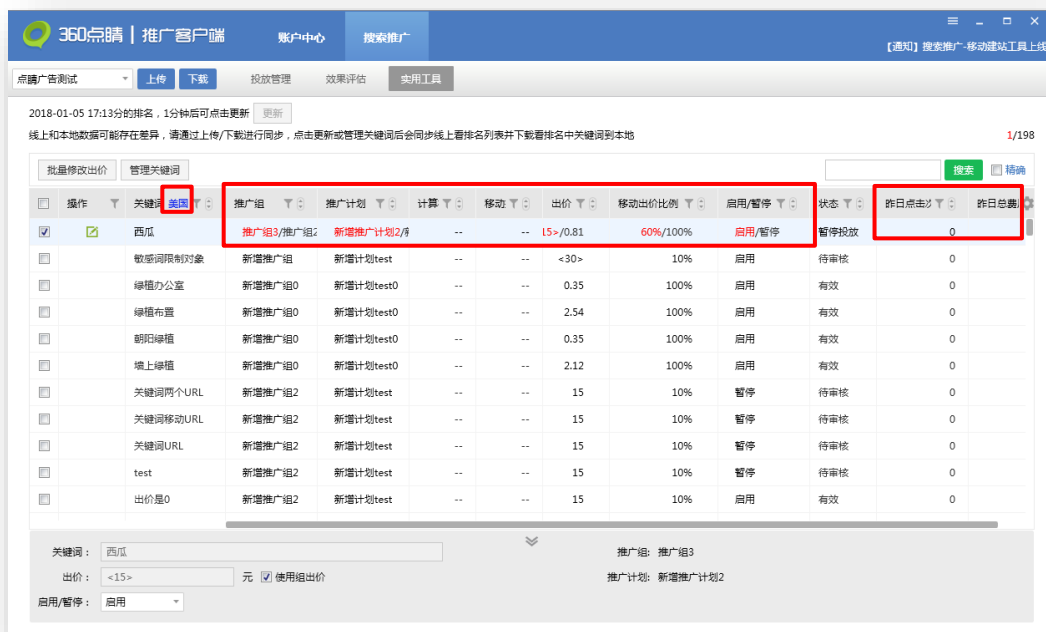 360点睛 | 推广客户端 账户中心 搜索推广
【通知】搜索推广-移动建站工具上线
点睛广告测试 上传 下载 投放管理 效果评估 实用工具
2018-01-05 17:13分的排名，1分钟后可点击更新 更新
线上和本地数据可能存在差异，请通过上传/下载进行同步，点击更新或管理关键词后会同步线上看排名列表并下载看排名中关键词到本地 1/198
批量修改出价 管理关键词 搜索 精确
操作 关键词 美国 推广组 推广计划 计算 移动 出价 移动出价比例 启用/暂停 状态 昨日点击 昨日总费
西瓜 推广组3/推广组2 新增推广计划2/ -- -- 15>/0.81 60%/100% 启用/暂停 暂停投放 0
敏感词限制对象 新增推广组 新增计划test0 -- -- <30> 10% 启用 待审核 0
绿植办公室 新增推广组0 新增计划test0 -- -- 0.35 100% 启用 有效 0
绿植布置 新增推广组0 新增计划test0 -- -- 2.54 100% 启用 有效 0
朝阳绿植 新增推广组0 新增计划test0 -- -- 0.35 100% 启用 有效 0
墙上绿植 新增推广组0 新增计划test0 -- -- 2.12 100% 启用 有效 0
关键词两个URL 新增推广组2 新增计划test -- -- 15 10% 暂停 待审核 0
关键词移动URL 新增推广组2 新增计划test -- -- 15 10% 暂停 待审核 0
关键词URL 新增推广组2 新增计划test -- -- 15 10% 暂停 待审核 0
test 新增推广组2 新增计划test -- -- 15 10% 暂停 待审核 0
出价是0 新增推广组2 新增计划test -- -- 15 10% 启用 有效 0
关键词： 西瓜 推广组: 推广组3
出价： <15> 元 使用组出价 推广计划: 新增推广计划2
启用/暂停： 启用